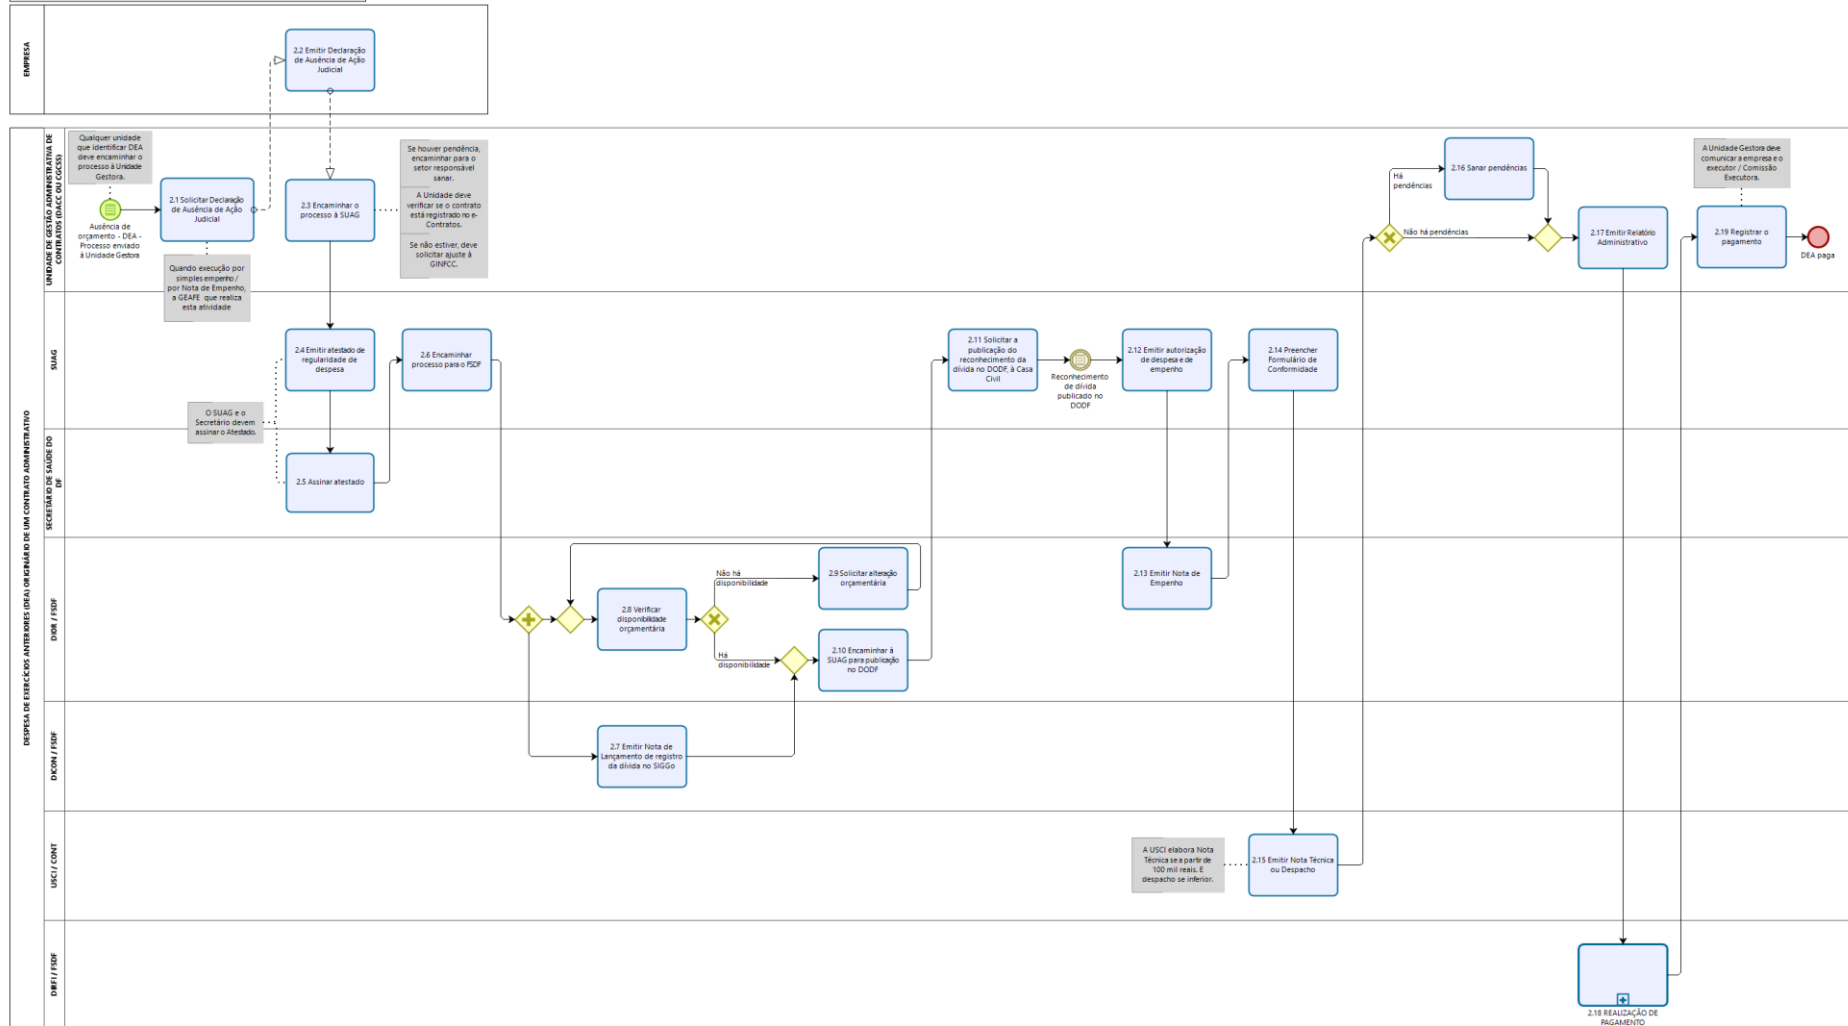 EMPRESA
2.2 Emitir Declaração
de Ausência de Ação
Judicial
DESPESA DE EXERCÍCIOS ANTERIORES (DEA) ORIGINÁRIO DE UM CONTRATO ADMINISTRATIVO
UNIDADE DE GESTÃO ADMINISTRATIVA DE
CONTRATOS (DACC OU CGCSS)
Qualquer unidade
que identificar DEA
deve encaminhar o
processo à Unidade
Gestora.
Ausência de
orçamento - DEA -
Processo enviado
à Unidade Gestora
2.1 Solicitar Declaração
de Ausência de Ação
Judicial
Quando execução por
simples empenho /
por Nota de Empenho,
a GEAFE que realiza
esta atividade
2.3 Encaminhar o
processo à SUAG
Se houver pendência,
encaminhar para o
setor responsável
sanar.
A Unidade deve
verificar se o contrato
está registrado no e-
Contratos.
Se não estiver, deve
solicitar ajuste à
GINFCC.
Há
pendências
Não há pendências
2.16 Sanar pendências
2.17 Emitir Relatório
Administrativo
A Unidade Gestora deve
comunicar a empresa e o
executor / Comissão
Executora.
2.19 Registrar o
pagamento
DEA paga
SUAG
2.4 Emitir atestado de
regularidade de
despesa
2.6 Encaminhar
processo para o FSDF
O SUAG e o
Secretário devem
assinar o Atestado.
2.11 Solicitar a
publicação do
reconhecimento da
dívida no DODF, à Casa
Civil
Reconhecimento
de dívida
publicado no
DODF
2.12 Emitir autorização
de despesa e de
empenho
2.14 Preencher
Formulário de
Conformidade
SECRETÁRIO DE SAÚDE DO
DF
2.5 Assinar atestado
DIOR / FSDF
2.8 Verificar
disponibilidade
orçamentária
Não há
disponibilidade
Há
disponibilidade
2.9 Solicitar alteração
orçamentária
2.10 Encaminhar à
SUAG para publicação
no DODF
2.13 Emitir Nota de
Empenho
DICON / FSDF
2.7 Emitir Nota de
Lançamento de registro
da dívida no SIGGo
USCI / CONT
A USCI elabora Nota
Técnica se a partir de
100 mil reais. E
despacho se inferior.
2.15 Emitir Nota Técnica
ou Despacho
DIRFI / FSDF
2.18 REALIZAÇÃO DE
PAGAMENTO